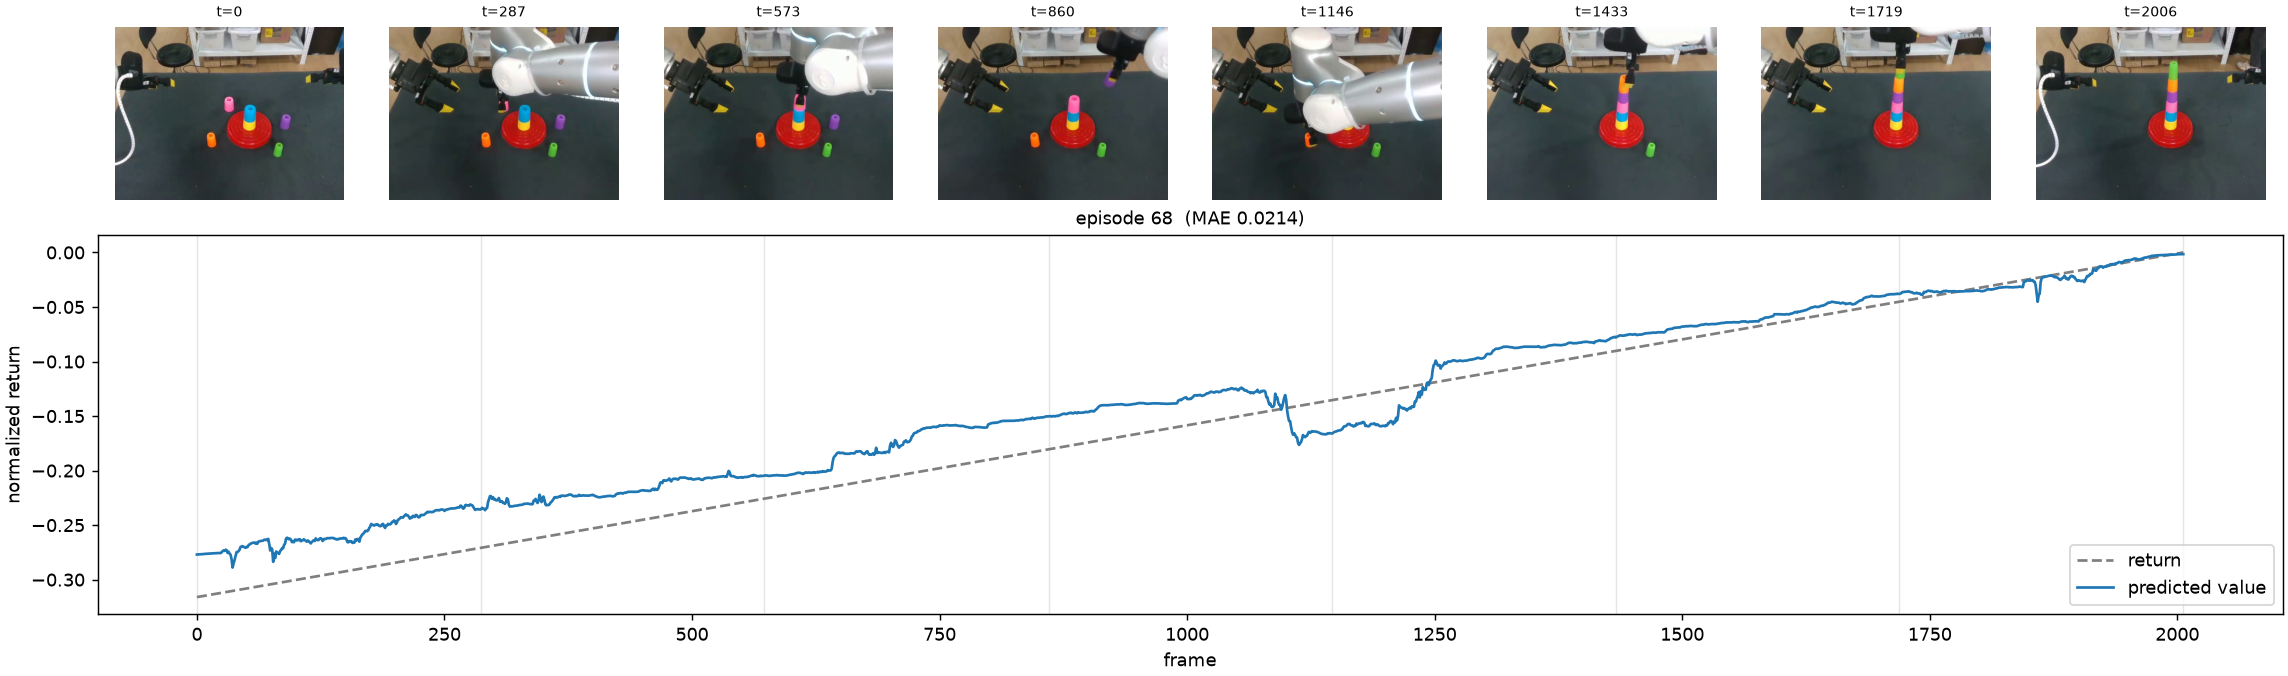 t=0 t=287 t=573 t=860 t=1146 t=1433 t=1719 t=2006
episode 68 (MAE 0.0214)
0.00
−0.05
−0.10
−0.15
−0.20
−0.25
−0.30
normalized return
return
predicted value
0 250 500 750 1000 1250 1500 1750 2000
frame